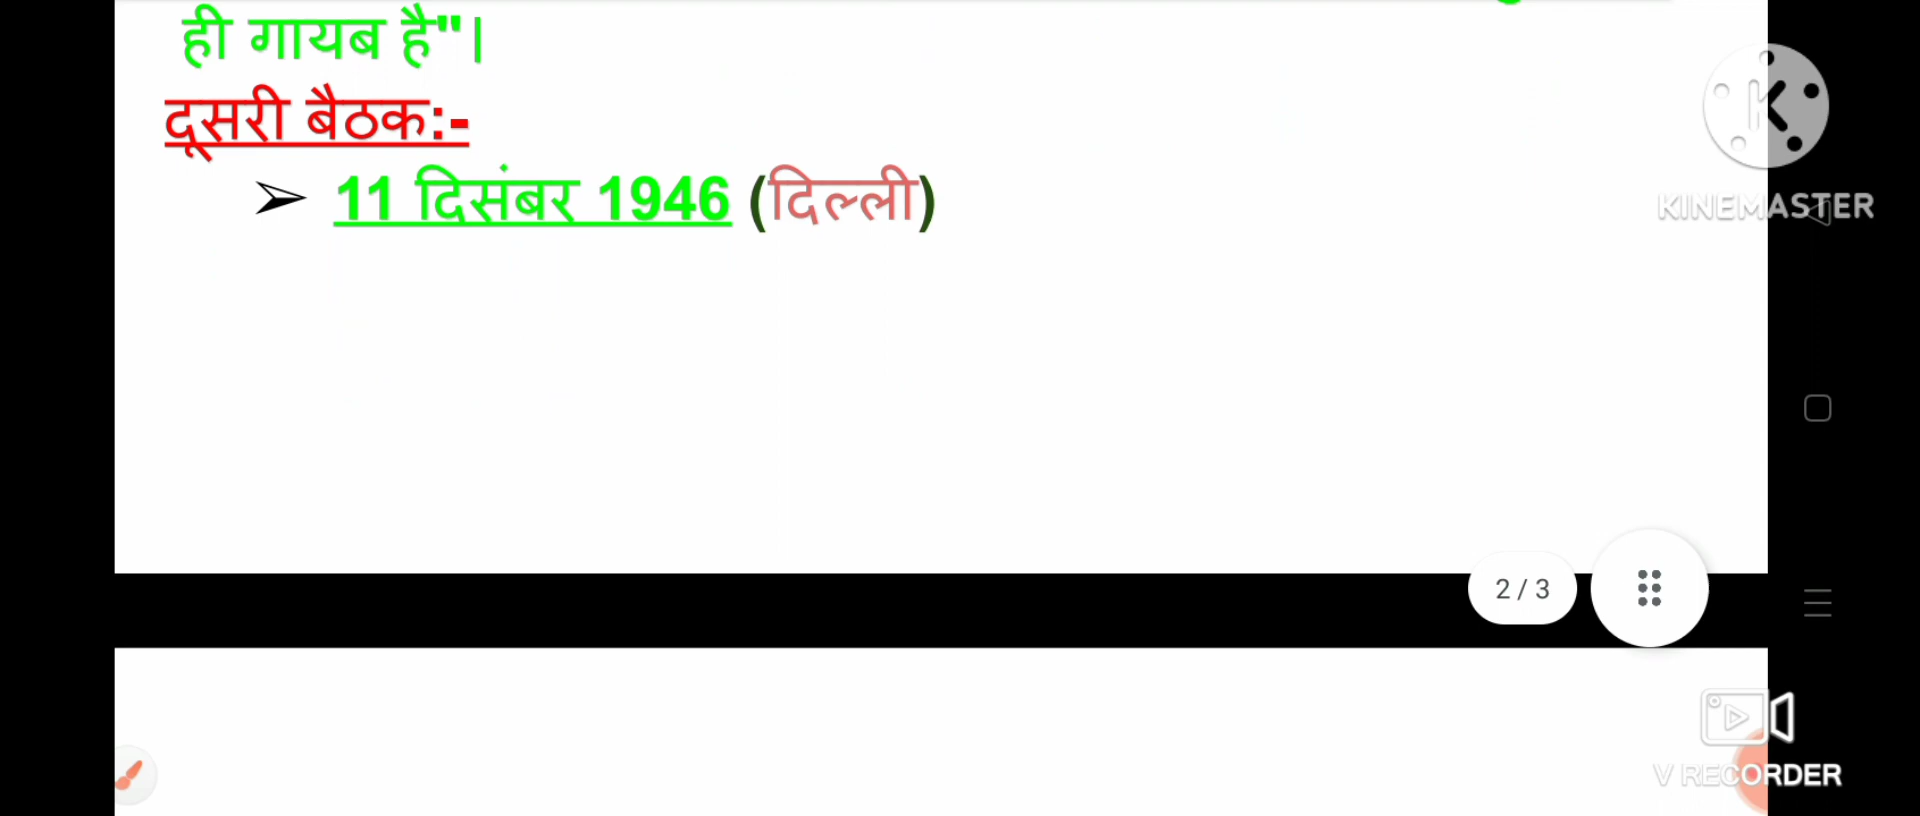 ही गायब है"|
दूसरी बैठक:-
➢ 11 दिसंबर 1946 (दिल्ली)
KINEMASTER
2 / 3
V RECORDER